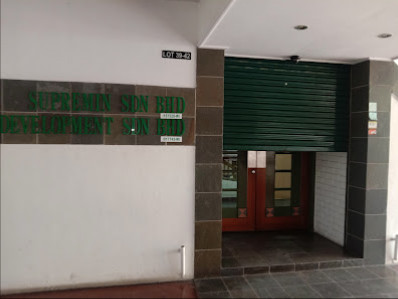 LOT 39-42
SUPREMIN SDN BHD
DEVELOPMENT SDN BHD